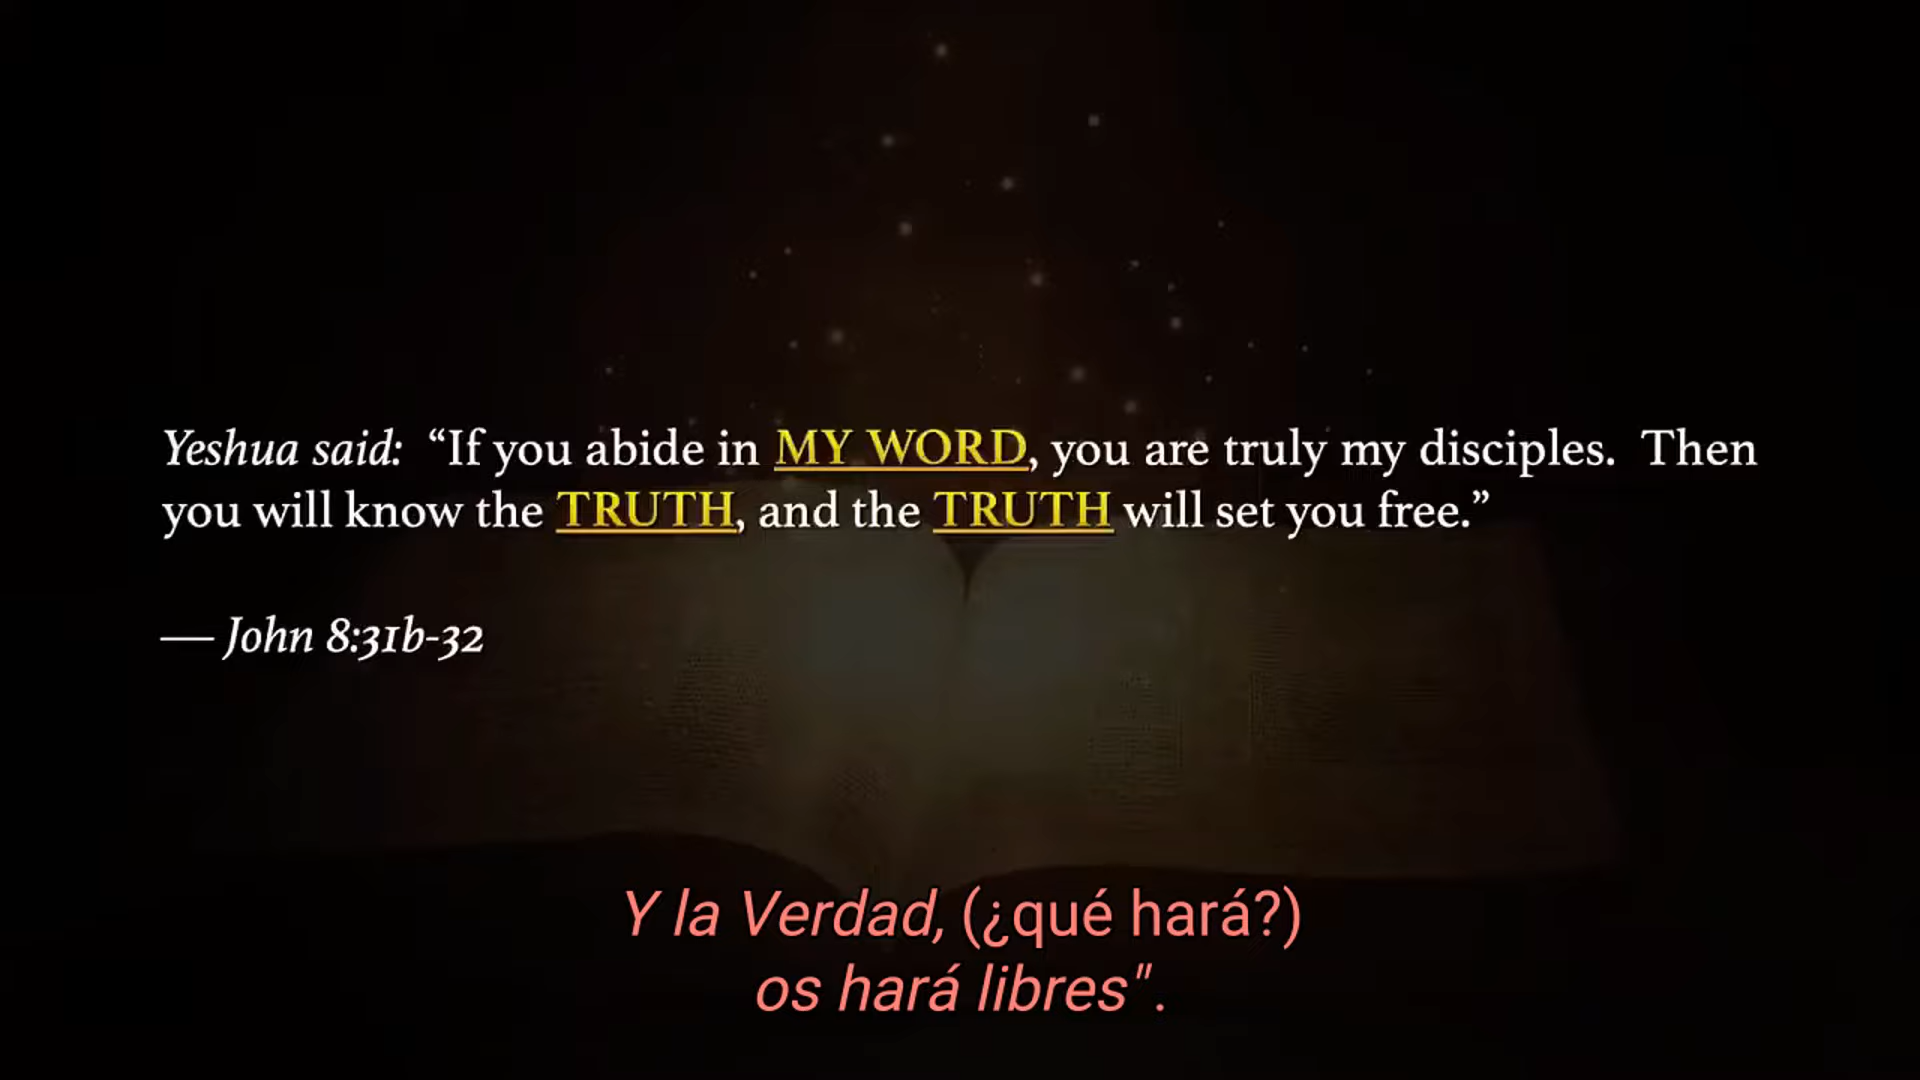 Yeshua said: “If you abide in MY WORD, you are truly my disciples. Then
you will know the TRUTH, and the TRUTH will set you free.”
— John 8:31b-32
Y la Verdad, (¿qué hará?)
os hará libres".